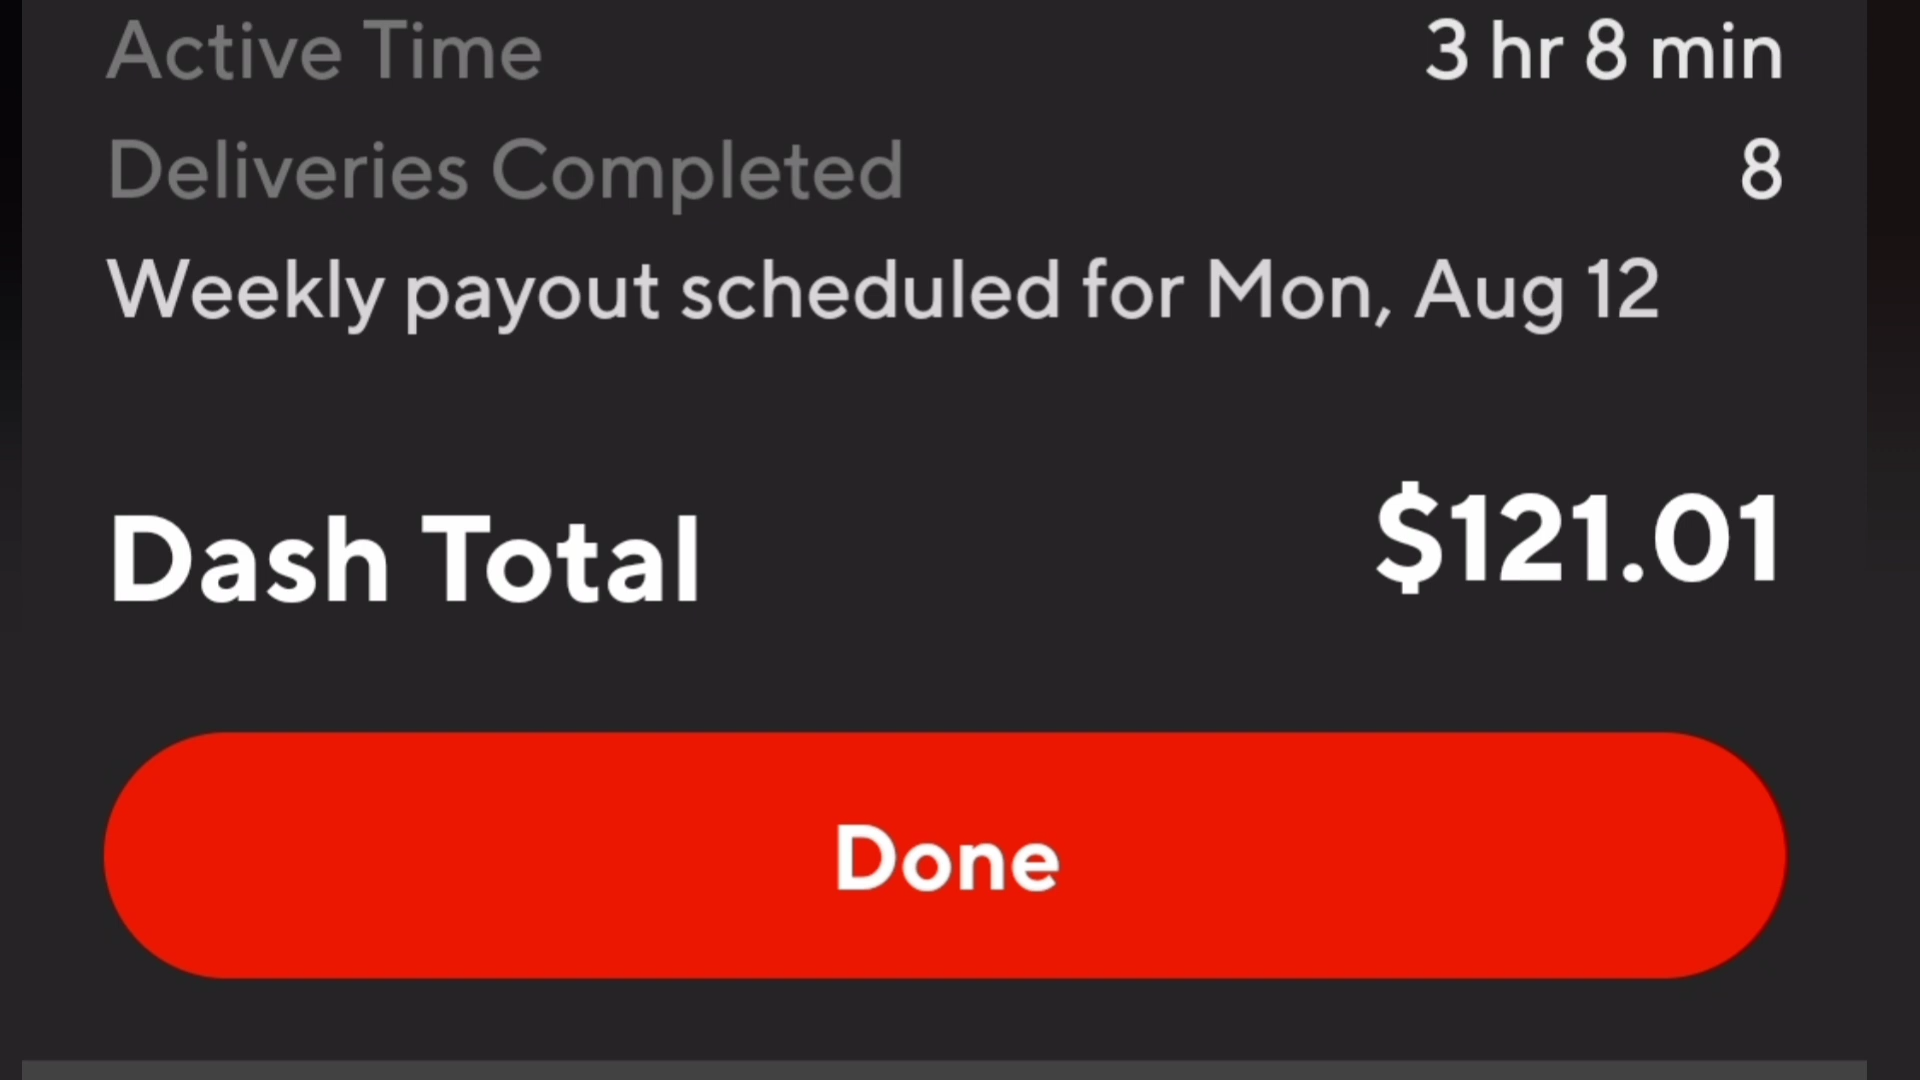 Active Time 3 hr 8 min
Deliveries Completed 8
Weekly payout scheduled for Mon, Aug 12
Dash Total $121.01
Done